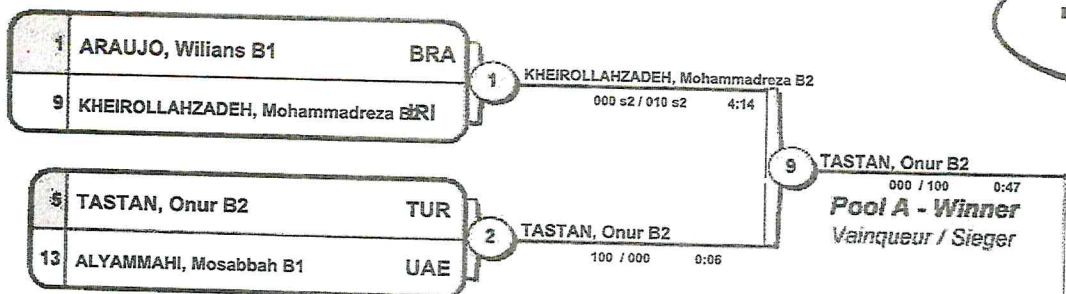 1 ARAUJO, Wilians B1 BRA
9 KHEIROLLAHZADEH, Mohammadreza B2 IRI
1 KHEIROLLAHZADEH, Mohammadreza B2
000 s2 / 010 s2 4:14
5 TASTAN, Onur B2 TUR
13 ALYAMMAHI, Mosabbah B1 UAE
2 TASTAN, Onur B2
100 / 000 0:06
9 TASTAN, Onur B2
000 / 100 0:47
Pool A - Winner
Vainqueur / Sieger